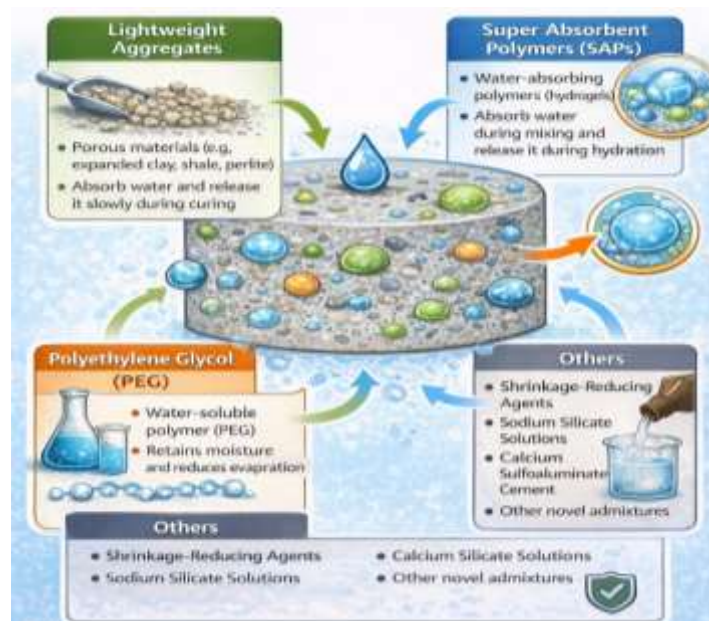 Lightweight
Aggregates
• Porous materials (e.g,
expanded clay, shale, perlite)
• Absorb water and release
it slowly during curing
Super Absorbent
Polymers (SAPs)
• Water-absorbing
polymers (hydrogels)
• Absorb water
during mixing and
release it during hydration
Polyethylene Glycol
(PEG)
• Water-soluble
polymer (PEG)
• Retains moisture
and reduces evapration
Others
• Shrinkage-Reducing
Agents
• Sodium Silicate
Solutions
• Calcium
Sulfoaluminate
Cement
• Other novel admixtures
Others
• Shrinkage-Reducing Agents
• Sodium Silicate Solutions
• Calcium Silicate Solutions
• Other novel admixtures